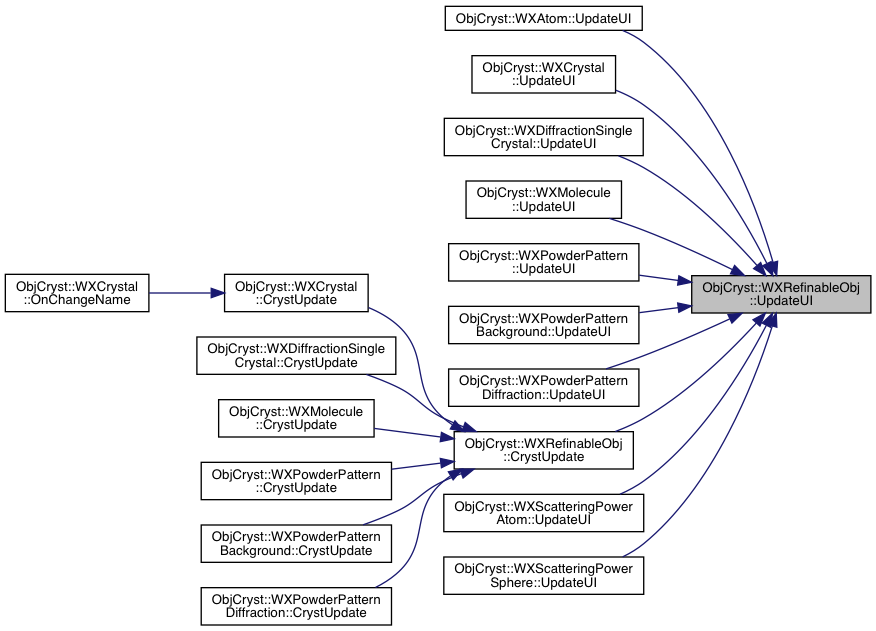 ObjCryst::WXAtom::UpdateUI
ObjCryst::WXCrystal
::UpdateUI
ObjCryst::WXDiffractionSingle
Crystal::UpdateUI
ObjCryst::WXMolecule
::UpdateUI
ObjCryst::WXPowderPattern
::UpdateUI
ObjCryst::WXPowderPattern
Background::UpdateUI
ObjCryst::WXPowderPattern
Diffraction::UpdateUI
ObjCryst::WXRefinableObj
::CrystUpdate
ObjCryst::WXScatteringPower
Atom::UpdateUI
ObjCryst::WXScatteringPower
Sphere::UpdateUI
ObjCryst::WXRefinableObj
::UpdateUI
ObjCryst::WXCrystal
::OnChangeName
ObjCryst::WXCrystal
::CrystUpdate
ObjCryst::WXDiffractionSingle
Crystal::CrystUpdate
ObjCryst::WXMolecule
::CrystUpdate
ObjCryst::WXPowderPattern
::CrystUpdate
ObjCryst::WXPowderPattern
Background::CrystUpdate
ObjCryst::WXPowderPattern
Diffraction::CrystUpdate